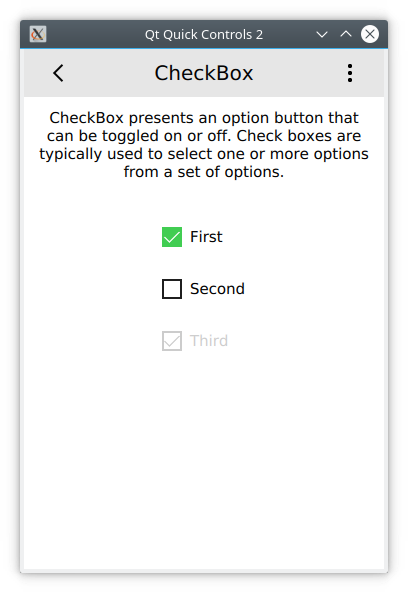 Qt Quick Controls 2
CheckBox
CheckBox presents an option button that
can be toggled on or off. Check boxes are
typically used to select one or more options
from a set of options.
First
Second
Third